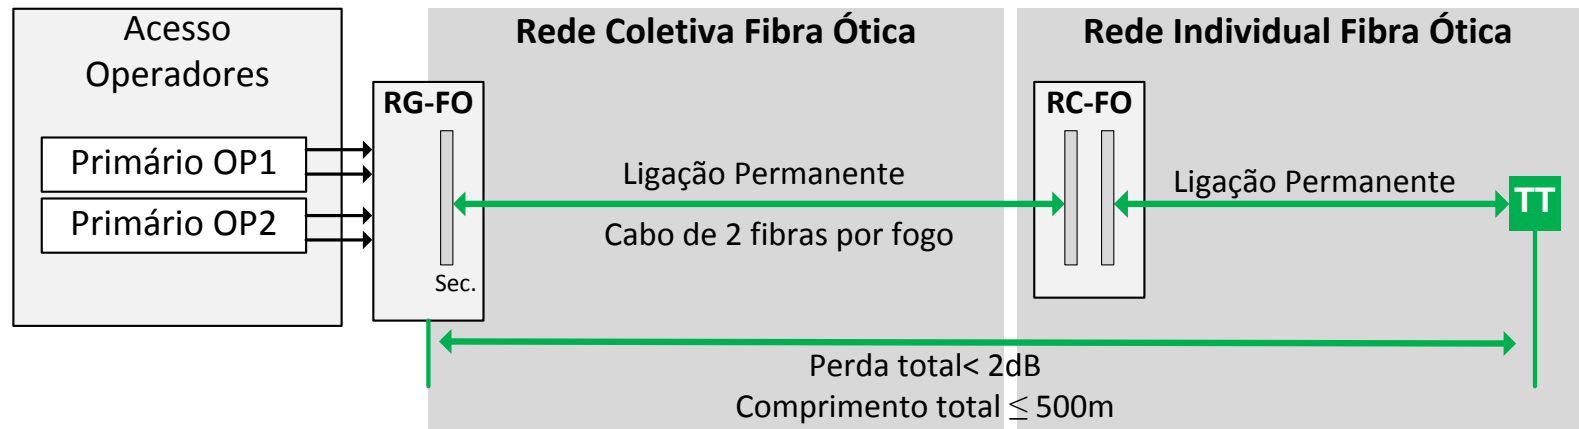 Acesso
Operadores
Primário OP1
Primário OP2
Rede Coletiva Fibra Ótica
RG-FO
Sec.
Ligação Permanente
Cabo de 2 fibras por fogo
Rede Individual Fibra Ótica
RC-FO
Ligação Permanente
TT
Perda total< 2dB
Comprimento total ≤ 500m